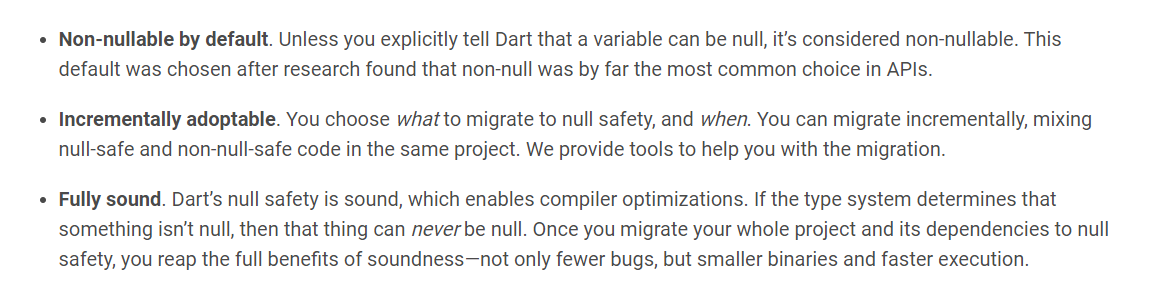 • Non-nullable by default. Unless you explicitly tell Dart that a variable can be null, it’s considered non-nullable. This
default was chosen after research found that non-null was by far the most common choice in APIs.
• Incrementally adoptable. You choose what to migrate to null safety, and when. You can migrate incrementally, mixing
null-safe and non-null-safe code in the same project. We provide tools to help you with the migration.
• Fully sound. Dart’s null safety is sound, which enables compiler optimizations. If the type system determines that
something isn’t null, then that thing can never be null. Once you migrate your whole project and its dependencies to null
safety, you reap the full benefits of soundness—not only fewer bugs, but smaller binaries and faster execution.